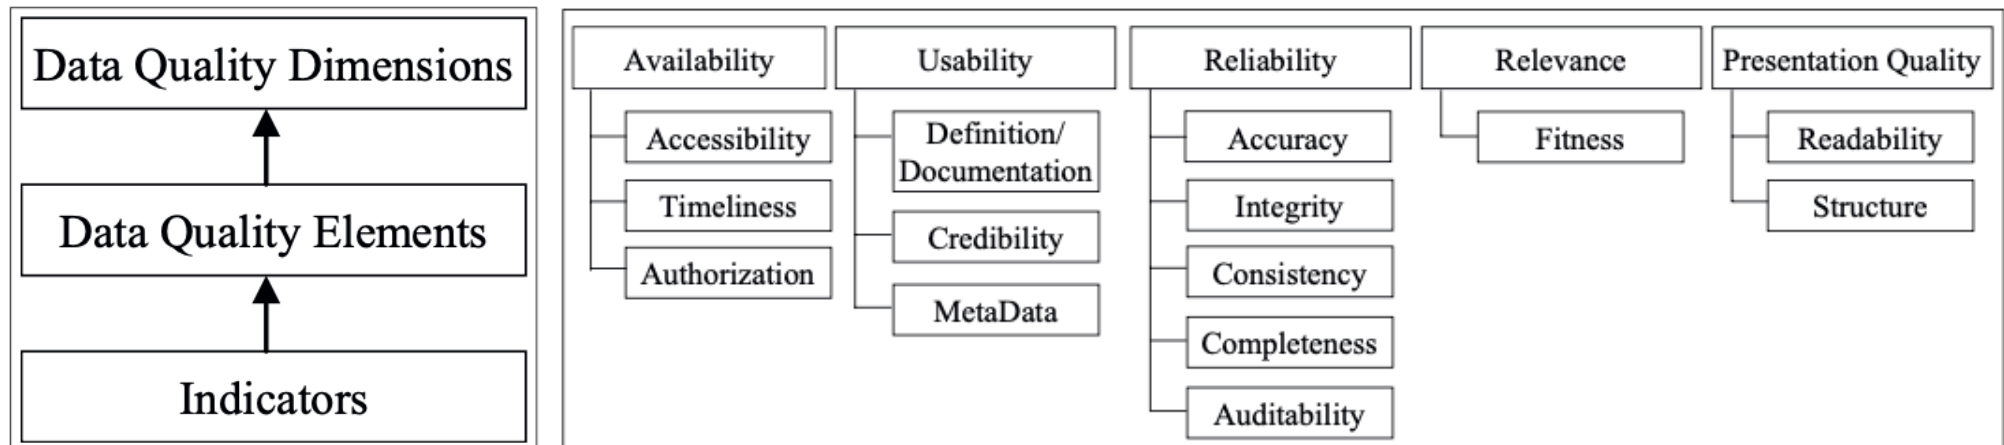 Data Quality Dimensions
Data Quality Elements
Indicators
Availability
Accessibility
Timeliness
Authorization
Usability
Definition/
Documentation
Credibility
MetaData
Reliability
Accuracy
Integrity
Consistency
Completeness
Auditability
Relevance
Fitness
Presentation Quality
Readability
Structure